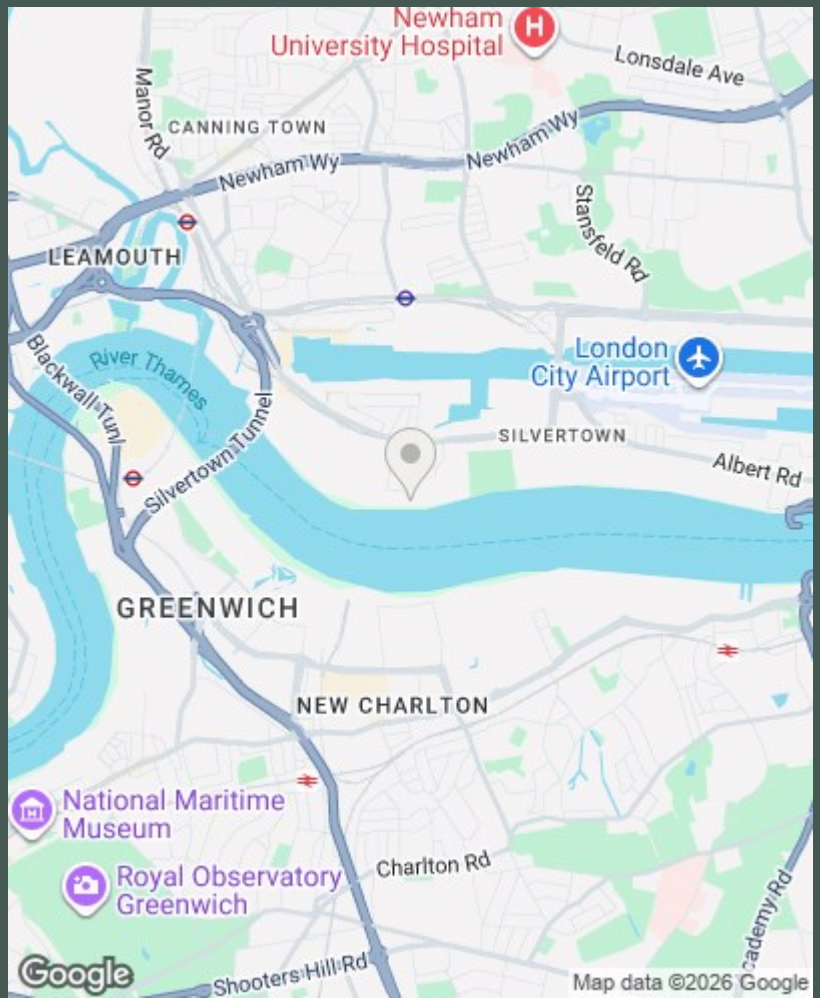 Newham
University Hospital
H
Lonsdale Ave
Manor Rd
CANNING TOWN
Newham Wy
Newham Wy
Stansfeld Rd
LEAMOUTH
River Thames
Blackwall Tunl
London
City Airport
Silvertown Tunnel
SILVERTOWN
Albert Rd
GREENWICH
NEW CHARLTON
National Maritime
Museum
Royal Observatory
Greenwich
Charlton Rd
cademy Rd
Shooters Hill Rd
Google
Map data ©2026 Google